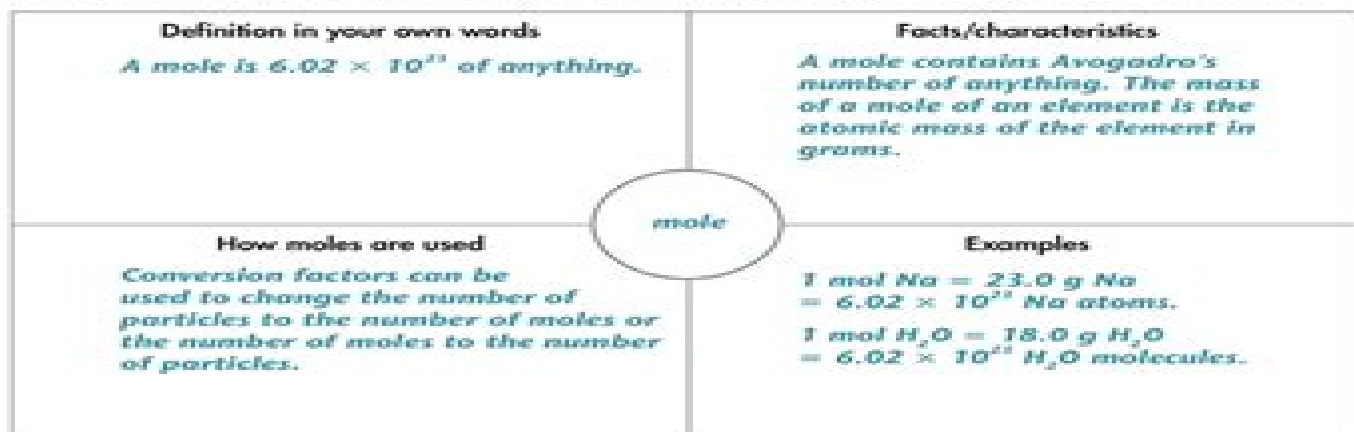 Definition in your own words
A mole is 6.02 × 10²³ of anything.
Facts/characteristics
A mole contains Avogadro's
number of anything. The mass
of a mole of an element is the
atomic mass of the element in
grams.
mole
How moles are used
Conversion factors can be
used to change the number of
particles to the number of moles or
the number of moles to the number
of particles.
Examples
1 mol Na = 23.0 g Na
= 6.02 × 10²³ Na atoms.
1 mol H₂O = 18.0 g H₂O
= 6.02 × 10²³ H₂O molecules.